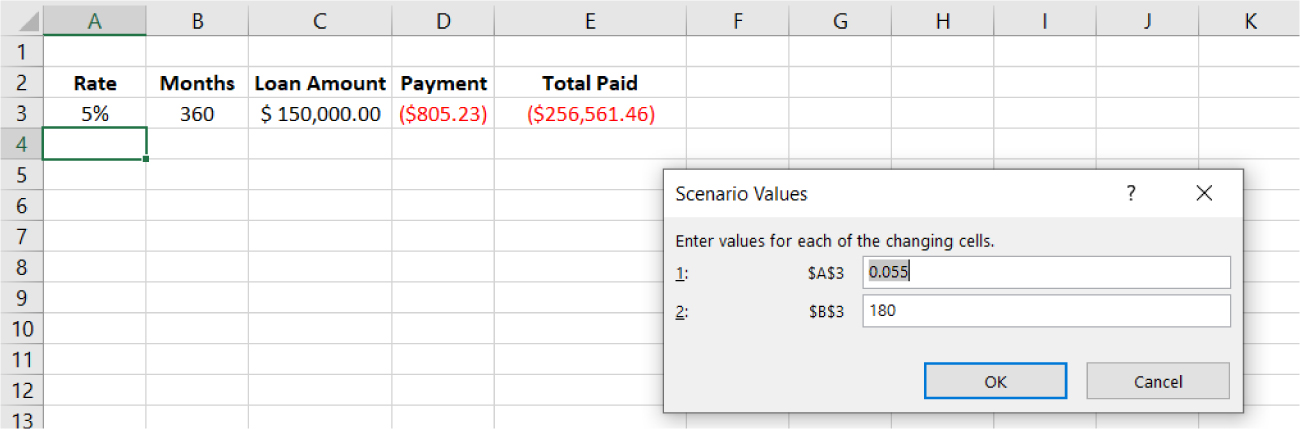 A B C D E F G H I J K
1
2 Rate Months Loan Amount Payment Total Paid
3 5% 360 $ 150,000.00 ($805.23) ($256,561.46)
4
5
6
7
8
9
10
11
12
13
Scenario Values ? ×
Enter values for each of the changing cells.
1: $A$3 0.055
2: $B$3 180
OK Cancel